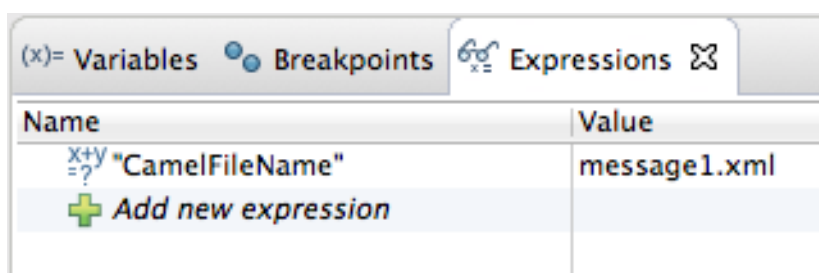 (x)= Variables Breakpoints Expressions
Name Value
x+y=? "CamelFileName" message1.xml
Add new expression